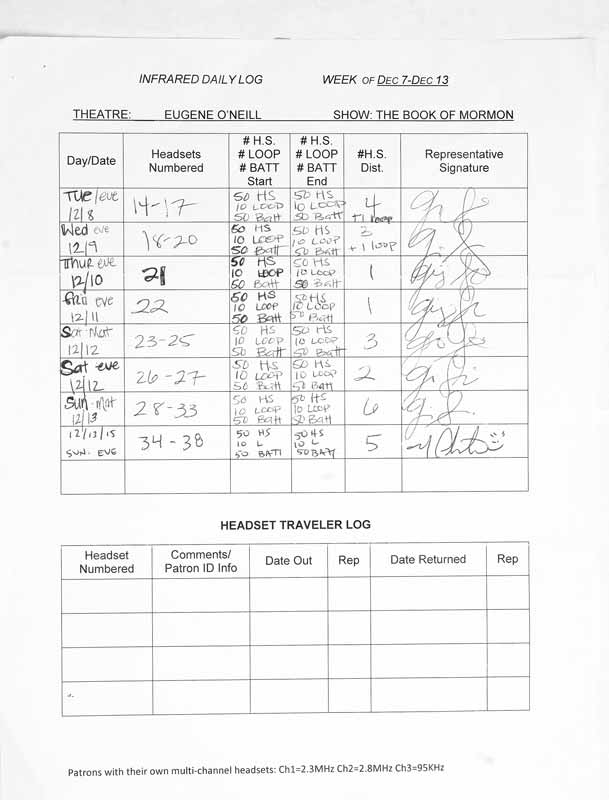 INFRARED DAILY LOG WEEK OF DEC 7-DEC 13
THEATRE: EUGENE O'NEILL SHOW: THE BOOK OF MORMON
Day/Date Headsets Numbered # H.S. # LOOP # BATT Start # H.S. # LOOP # BATT End #H.S. Dist. Representative Signature
Tue/eve 12/8 14-17 50 HS 10 LOOP 50 Batt 50 HS 10 LOOP 50 Batt 4 +1 loop
Wed eve 12/9 18-20 50 HS 10 LOOP 50 Batt 50 HS 10 LOOP 50 Batt 3 +1 loop
Thur eve 12/10 21 50 HS 10 LOOP 50 BATT 50 HS 10 LOOP 50 BATT 1
Fri eve 12/11 22 50 HS 10 LOOP 50 Batt 50 HS 10 LOOP 50 Batt 1
Sat Mat 12/12 23-25 50 HS 10 LOOP 50 Batt 50 HS 10 LOOP 50 Batt 3
Sat eve 12/12 26-27 50 HS 10 LOOP 50 Batt 50 HS 10 LOOP 50 Batt 2
Sun-mat 12/13 28-33 50 HS 10 LOOP 50 Batt 50 HS 10 LOOP 50 Batt 6
12/13/15 SUN. EVE 34-38 50 HS 10 L 50 BATT 50 HS 10 L 50 BATT 5
HEADSET TRAVELER LOG
Headset Numbered Comments/ Patron ID Info Date Out Rep Date Returned Rep
Patrons with their own multi-channel headsets: Ch1=2.3MHz Ch2=2.8MHz Ch3=95KHz